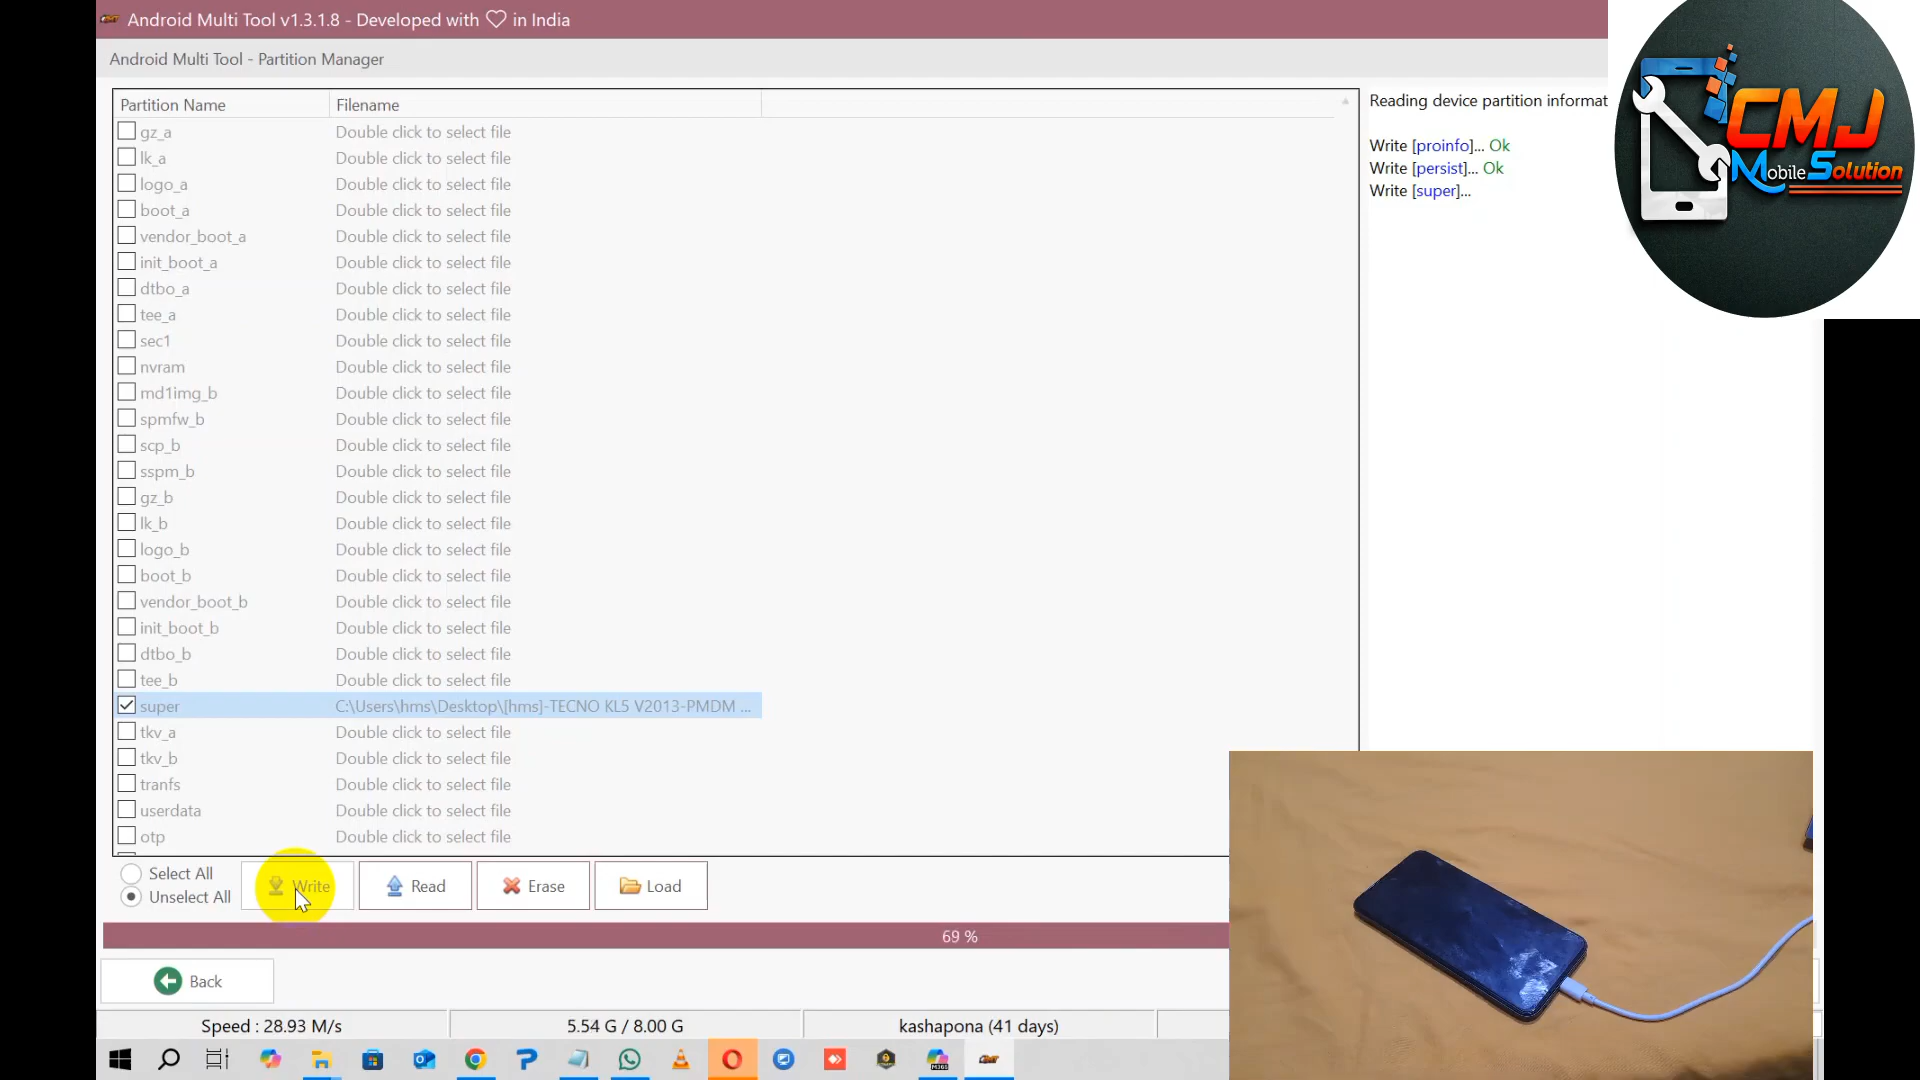 Android Multi Tool v1.3.1.8 - Developed with ♡ in India
Android Multi Tool - Partition Manager
Partition Name Filename
gz_a Double click to select file
lk_a Double click to select file
logo_a Double click to select file
boot_a Double click to select file
vendor_boot_a Double click to select file
init_boot_a Double click to select file
dtbo_a Double click to select file
tee_a Double click to select file
sec1 Double click to select file
nvram Double click to select file
md1img_b Double click to select file
spmfw_b Double click to select file
scp_b Double click to select file
sspm_b Double click to select file
gz_b Double click to select file
lk_b Double click to select file
logo_b Double click to select file
boot_b Double click to select file
vendor_boot_b Double click to select file
init_boot_b Double click to select file
dtbo_b Double click to select file
tee_b Double click to select file
super C:\Users\hms\Desktop\[hms]-TECNO KL5 V2013-PMDM ...
tkv_a Double click to select file
tkv_b Double click to select file
tranfs Double click to select file
userdata Double click to select file
otp Double click to select file
Reading device partition informat
Write [proinfo]... Ok
Write [persist]... Ok
Write [super]...
CMJ
Mobile Solution
Select All
Unselect All
Write Read Erase Load
69 %
Back
Speed : 28.93 M/s 5.54 G / 8.00 G kashapona (41 days)